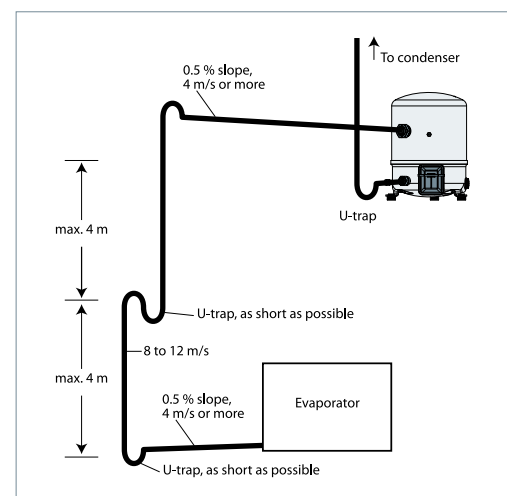 To condenser
0.5 % slope,
4 m/s or more
max. 4 m
U-trap
U-trap, as short as possible
8 to 12 m/s
max. 4 m
0.5 % slope,
4 m/s or more
Evaporator
U-trap, as short as possible